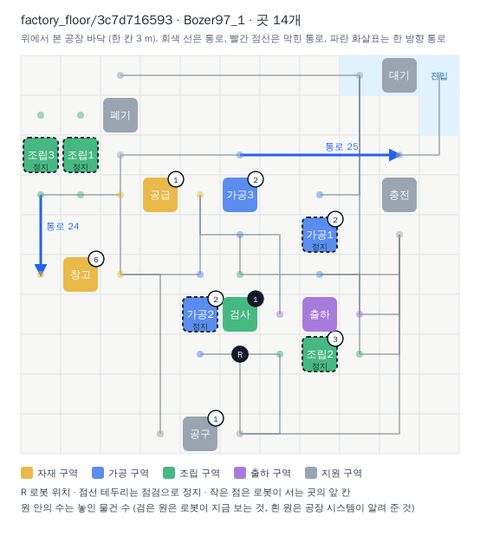 factory_floor/3c7d716593 · Bozer97_1 · 곳 14개
위에서 본 공장 바닥 (한 칸 3 m). 회색 선은 통로, 빨간 점선은 막힌 통로, 파란 화살표는 한 방향 통로
대기
진입
폐기
통로 25
조립3
정지
조립1
정지
공급
1
가공3
2
충전
통로 24
가공1
정지
2
창고
6
가공2
정지
2
검사
1
출하
R
조립2
정지
3
공구
1
자재 구역
가공 구역
조립 구역
출하 구역
지원 구역
R 로봇 위치 · 점선 테두리는 점검으로 정지 · 작은 점은 로봇이 서는 곳의 앞 칸
원 안의 수는 놓인 물건 수 (검은 원은 로봇이 지금 보는 것, 흰 원은 공장 시스템이 알려 준 것)